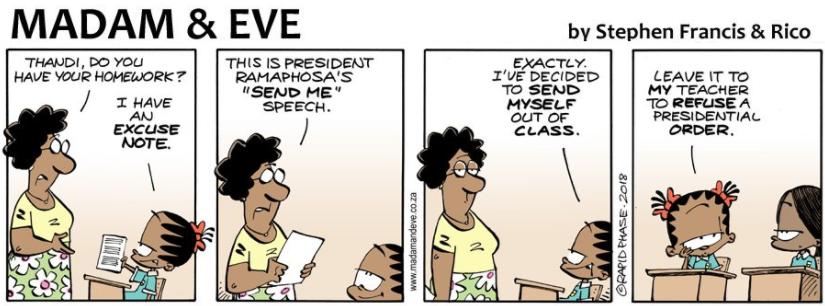 MADAM & EVE
by Stephen Francis & Rico
THANDI, DO YOU
HAVE YOUR HOMEWORK?
I HAVE
AN
EXCUSE
NOTE.
THIS IS PRESIDENT
RAMAPHOSA'S
"SEND ME"
SPEECH.
www.madamandeve.co.za
EXACTLY.
I'VE DECIDED
TO SEND
MYSELF
OUT OF
CLASS.
LEAVE IT TO
MY TEACHER
TO REFUSE A
PRESIDENTIAL
ORDER.
© RAPID PHASE · 2018